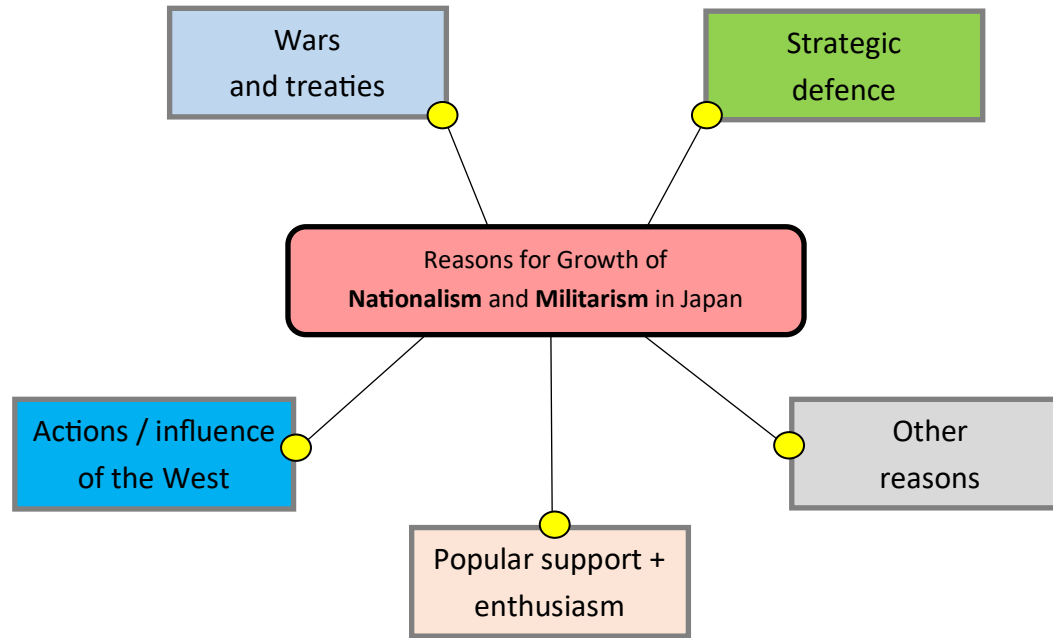 Wars
and treaties
Strategic
defence
Reasons for Growth of
Nationalism and Militarism in Japan
Actions / influence
of the West
Other
reasons
Popular support +
enthusiasm